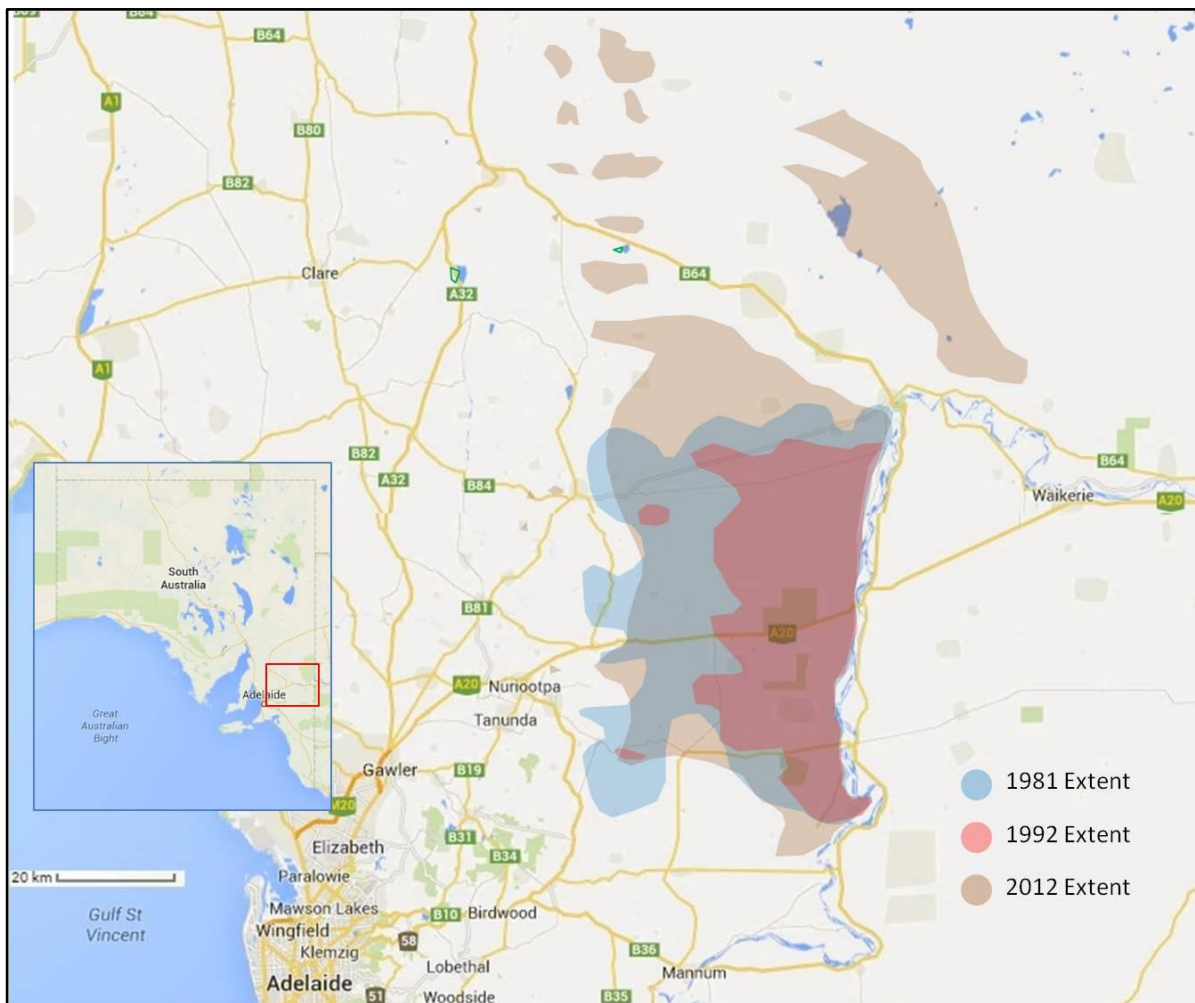 B64
B64
A1
B80
B82
Clare
A32
B64
A1
B82
A32
B84
B64
Waikerie
A20
South
Australia
B81
A20
Adelaide
A20
Nuriootpa
Tanunda
Great
Australian
Bight
Gawler
B19
1981 Extent
M20
B31
1992 Extent
Elizabeth
B34
20 km
Paralowie
2012 Extent
Mawson Lakes
B10
Birdwood
Gulf St
Vincent
Wingfield
58
Klemzig
B36
Lobethal
Mannum
Adelaide
51
Woodside
B35